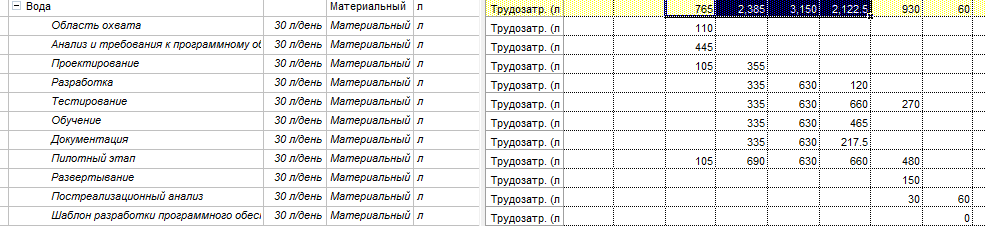 Вода Материальный л Трудозатр. (л 765 2,385 3,150 2,122.5 930 60
Область охвата 30 л/день Материальный л Трудозатр. (л 110
Анализ и требования к программному об 30 л/день Материальный л Трудозатр. (л 445
Проектирование 30 л/день Материальный л Трудозатр. (л 105 355
Разработка 30 л/день Материальный л Трудозатр. (л 335 630 120
Тестирование 30 л/день Материальный л Трудозатр. (л 335 630 660 270
Обучение 30 л/день Материальный л Трудозатр. (л 335 630 465
Документация 30 л/день Материальный л Трудозатр. (л 335 630 217.5
Пилотный этап 30 л/день Материальный л Трудозатр. (л 105 690 630 660 480
Развертывание 30 л/день Материальный л Трудозатр. (л 150
Постреализационный анализ 30 л/день Материальный л Трудозатр. (л 30 60
Шаблон разработки программного обесп 30 л/день Материальный л Трудозатр. (л 0